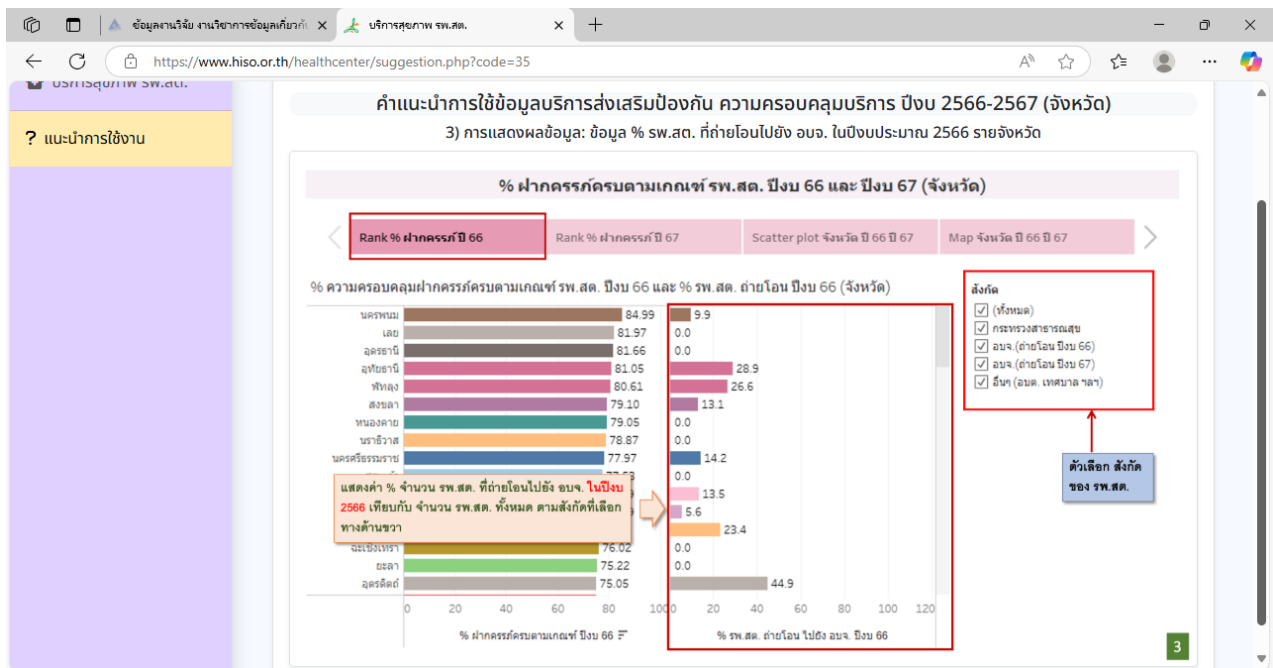 ข้อมูลงานวิจัย งานวิชาการข้อมูลเกี่ยวกับ
บริการสุขภาพ รพ.สต.
https://www.hiso.or.th/healthcenter/suggestion.php?code=35
บริการสุขภาพ รพ.สต.
? แนะนำการใช้งาน
คำแนะนำการใช้ข้อมูลบริการส่งเสริมป้องกัน ความครอบคลุมบริการ ปีงบ 2566-2567 (จังหวัด)
3) การแสดงผลข้อมูล: ข้อมูล % รพ.สต. ที่ถ่ายโอนไปยัง อบจ. ในปีงบประมาณ 2566 รายจังหวัด
% ฝากครรภ์ครบตามเกณฑ์ รพ.สต. ปีงบ 66 และ ปีงบ 67 (จังหวัด)
Rank % ฝากครรภ์ ปี 66
Rank % ฝากครรภ์ ปี 67
Scatter plot จังหวัด ปี 66 ปี 67
Map จังหวัด ปี 66 ปี 67
% ความครอบคลุมฝากครรภ์ครบตามเกณฑ์ รพ.สต. ปีงบ 66 และ % รพ.สต. ถ่ายโอน ปีงบ 66 (จังหวัด)
นครพนม 84.99 9.9
เลย 81.97 0.0
อุดรธานี 81.66 0.0
อุทัยธานี 81.05 28.9
พัทลุง 80.61 26.6
สงขลา 79.10 13.1
หนองคาย 79.05 0.0
นราธิวาส 78.87 0.0
นครศรีธรรมราช 77.97 14.2
0.0
13.5
5.6
23.4
ฉะเชิงเทรา 76.02 0.0
ยะลา 75.22 0.0
อุตรดิตถ์ 75.05 44.9
แสดงค่า % จำนวน รพ.สต. ที่ถ่ายโอนไปยัง อบจ. ในปีงบ
2566 เทียบกับ จำนวน รพ.สต. ทั้งหมด ตามสังกัดที่เลือก
ทางด้านขวา
0 20 40 60 80 100
0 20 40 60 80 100 120
% ฝากครรภ์ครบตามเกณฑ์ ปีงบ 66
% รพ.สต. ถ่ายโอน ไปยัง อบจ. ปีงบ 66
สังกัด
(ทั้งหมด)
กระทรวงสาธารณสุข
อบจ.(ถ่ายโอน ปีงบ 66)
อบจ.(ถ่ายโอน ปีงบ 67)
อื่นๆ (อบต. เทศบาล ฯลฯ)
ตัวเลือก สังกัด
ของ รพ.สต.
3